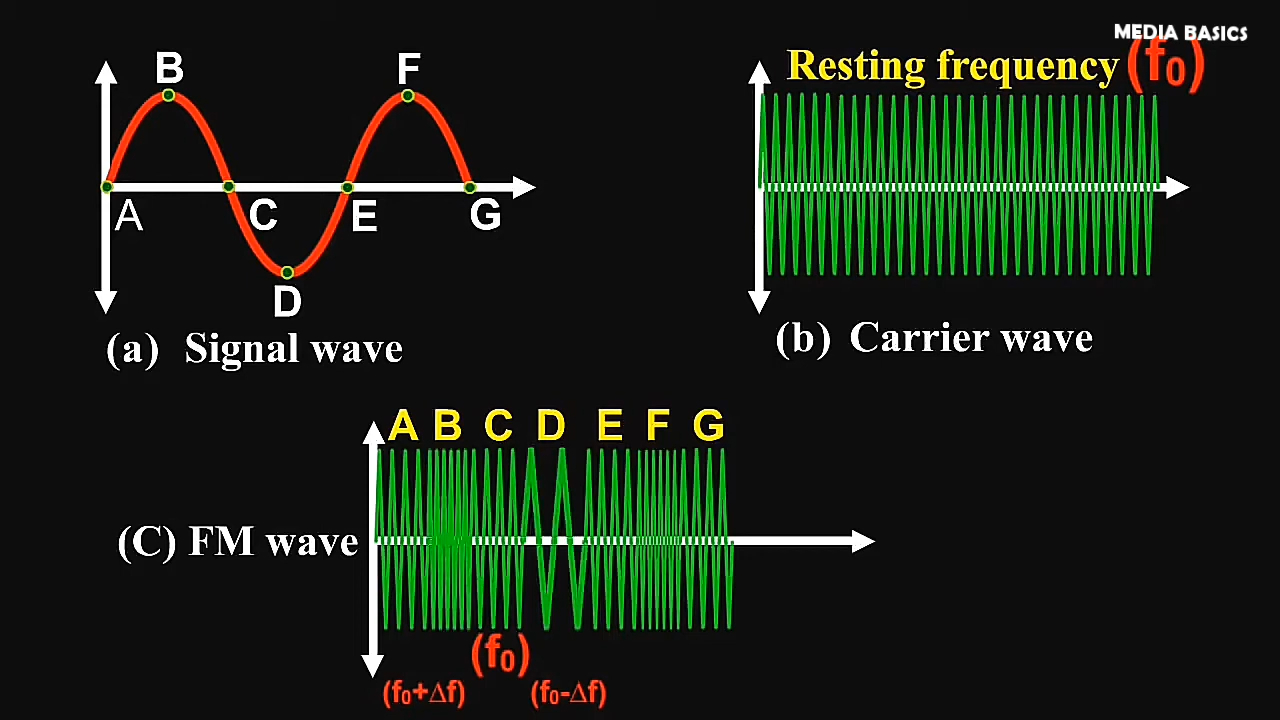 MEDIA BASICS
B
F
Resting frequency (f₀)
A
C
E
G
D
(a) Signal wave
(b) Carrier wave
A B C D E F G
(C) FM wave
(f₀)
(f₀+Δf)
(f₀-Δf)